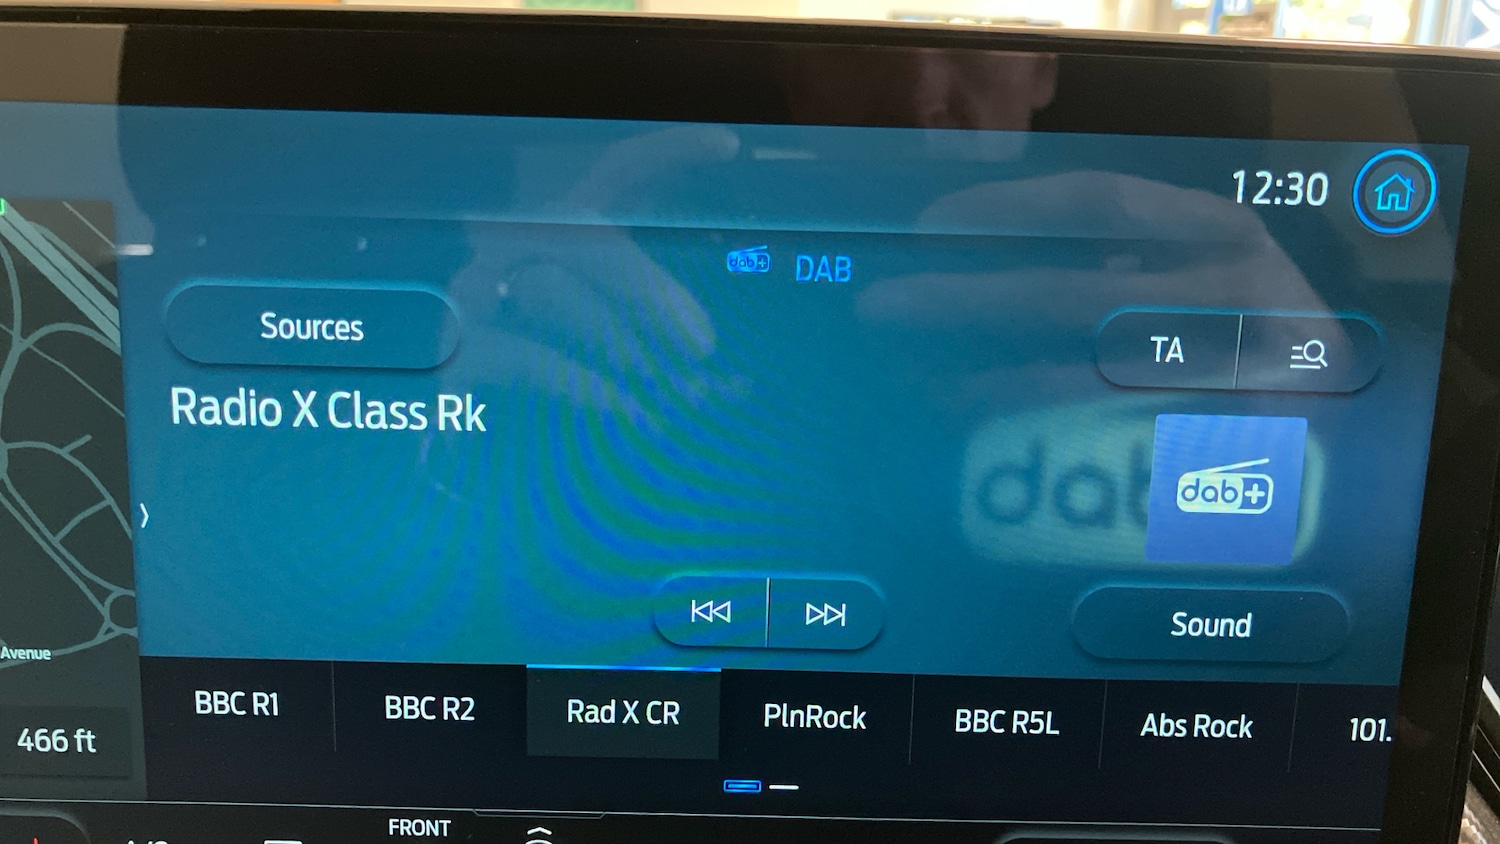 12:30
dab+ DAB
Sources
TA
Radio X Class Rk
dab+
Sound
BBC R1
BBC R2
Rad X CR
PlnRock
BBC R5L
Abs Rock
101.
Avenue
466 ft
FRONT